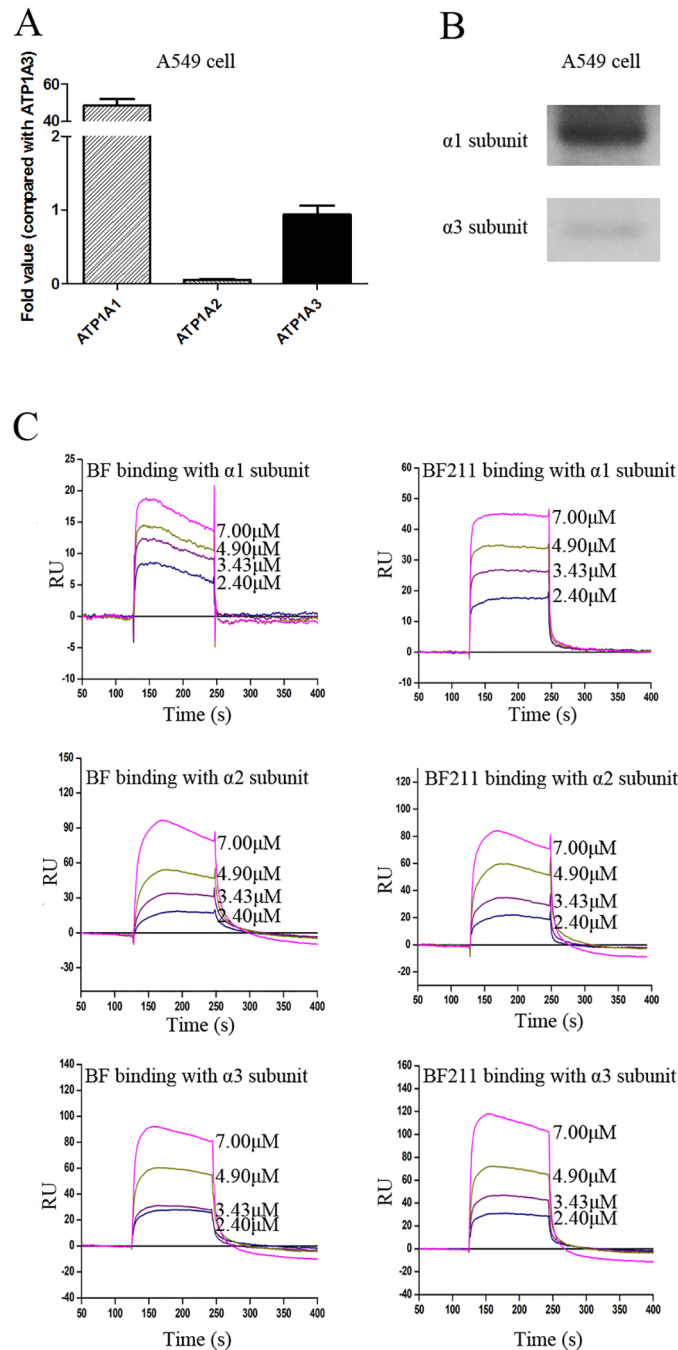 A
A549 cell
Fold value (compared with ATP1A3)
60
40
2
1
0
ATP1A1
ATP1A2
ATP1A3
B
A549 cell
α1 subunit
α3 subunit
C
BF binding with α1 subunit
RU
25
20
15
10
5
0
-5
-10
7.00μM
4.90μM
3.43μM
2.40μM
50 100 150 200 250 300 350 400
Time (s)
BF211 binding with α1 subunit
RU
60
50
40
30
20
10
0
-10
7.00μM
4.90μM
3.43μM
2.40μM
50 100 150 200 250 300 350 400
Time (s)
BF binding with α2 subunit
RU
150
120
90
60
30
0
-30
7.00μM
4.90μM
3.43μM
2.40μM
50 100 150 200 250 300 350 400
Time (s)
BF211 binding with α2 subunit
RU
120
100
80
60
40
20
0
-20
7.00μM
4.90μM
3.43μM
2.40μM
50 100 150 200 250 300 350 400
Time (s)
BF binding with α3 subunit
RU
140
120
100
80
60
40
20
0
-20
-40
7.00μM
4.90μM
3.43μM
2.40μM
50 100 150 200 250 300 350 400
Time (s)
BF211 binding with α3 subunit
RU
160
140
120
100
80
60
40
20
0
-20
-40
7.00μM
4.90μM
3.43μM
2.40μM
50 100 150 200 250 300 350 400
Time (s)